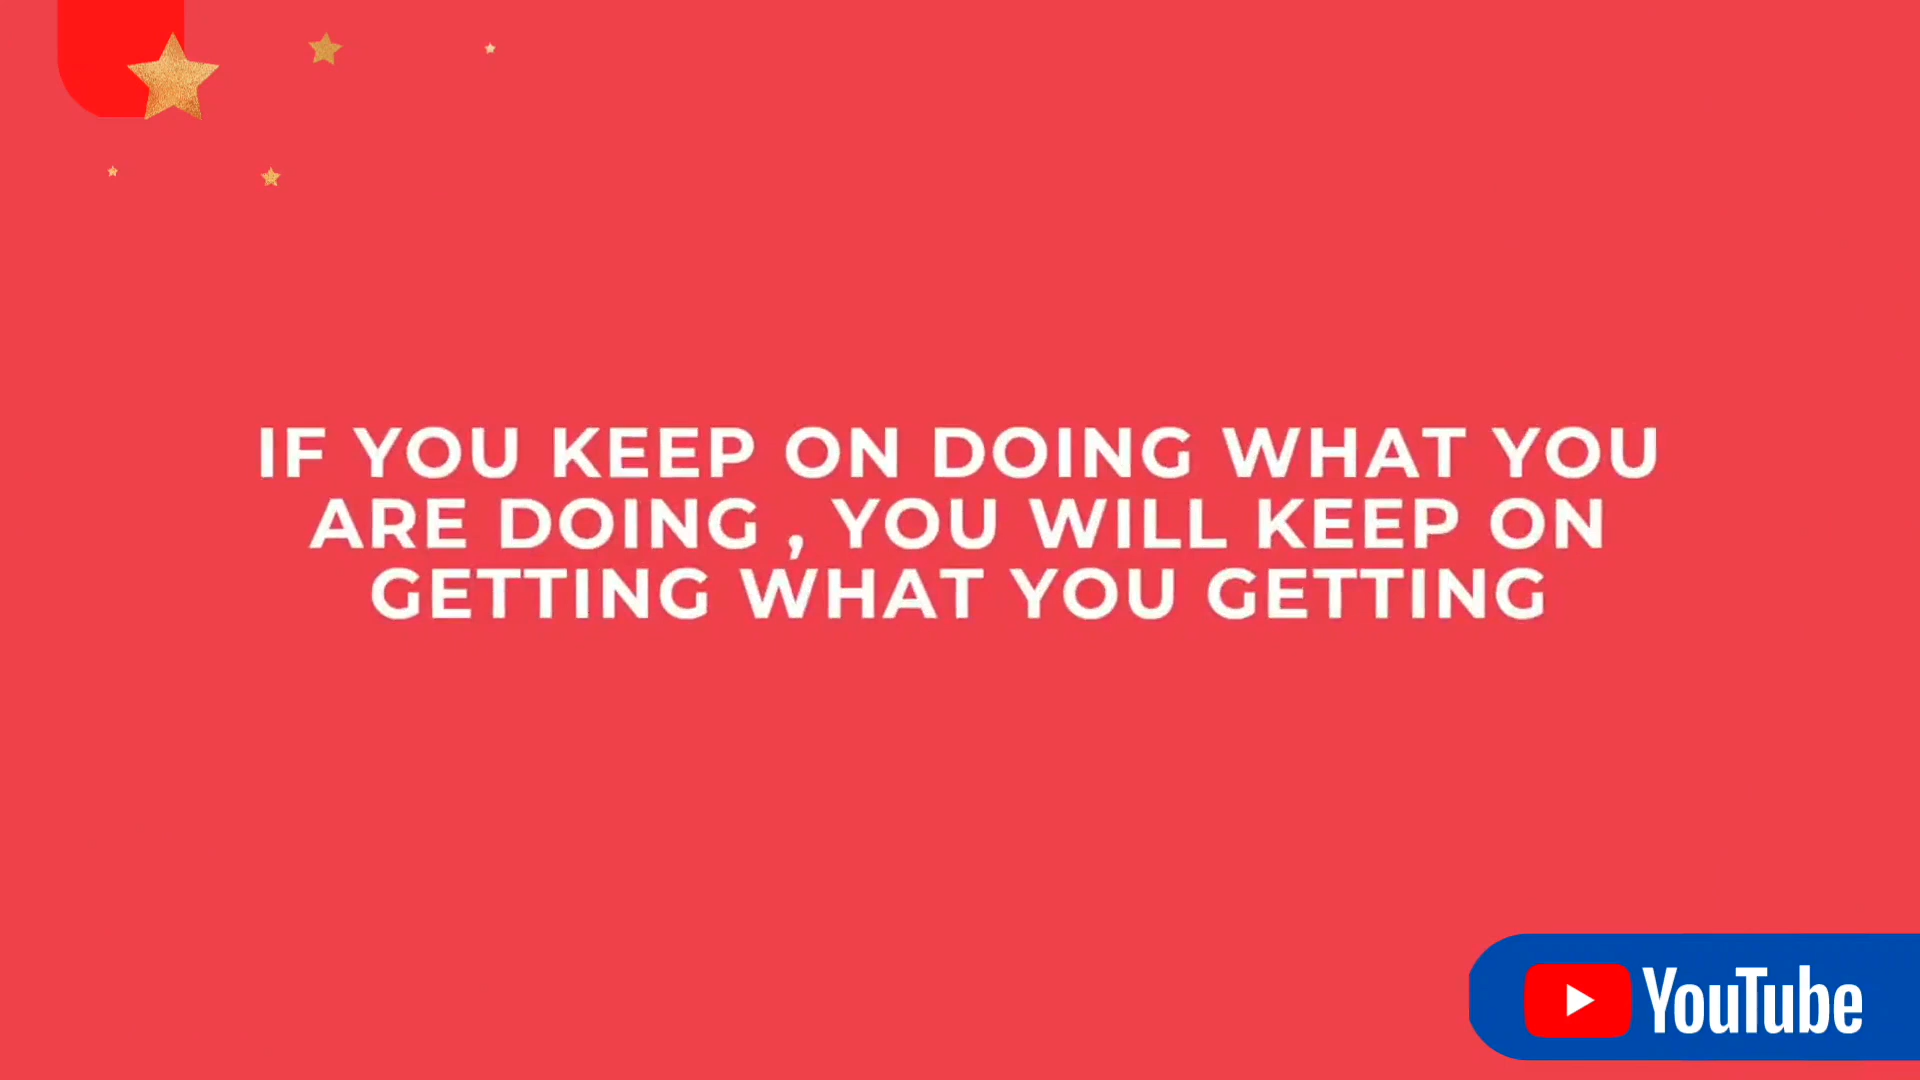 IF YOU KEEP ON DOING WHAT YOU
ARE DOING , YOU WILL KEEP ON
GETTING WHAT YOU GETTING
YouTube